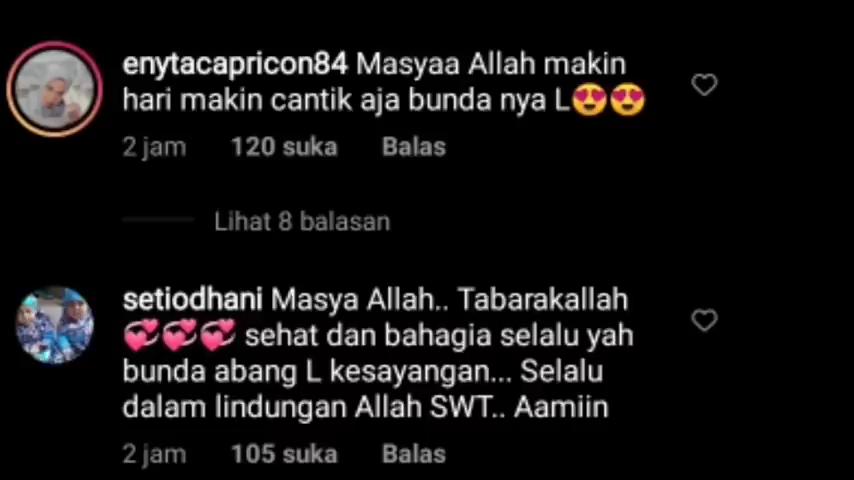 enytacapricon84 Masyaa Allah makin
hari makin cantik aja bunda nya L😍😍
2 jam 120 suka Balas
Lihat 8 balasan
setiodhani Masya Allah.. Tabarakallah
💞💞💞 sehat dan bahagia selalu yah
bunda abang L kesayangan... Selalu
dalam lindungan Allah SWT.. Aamiin
2 jam 105 suka Balas